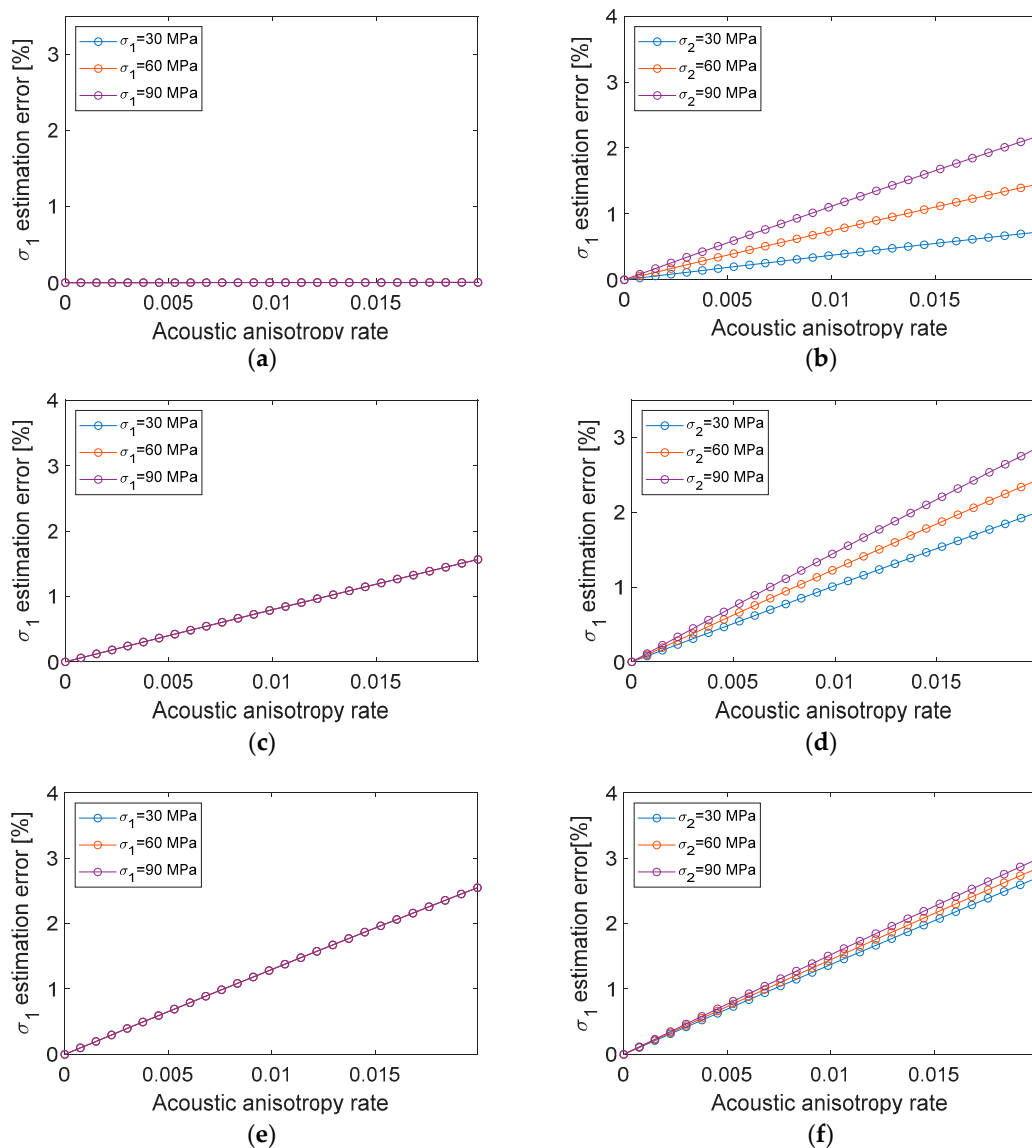 σ1 estimation error [%]
3
2
1
0
σ1=30 MPa
σ1=60 MPa
σ1=90 MPa
0 0.005 0.01 0.015
Acoustic anisotropy rate
(a)
σ1 estimation error [%]
4
3
2
1
0
σ2=30 MPa
σ2=60 MPa
σ2=90 MPa
0 0.005 0.01 0.015
Acoustic anisotropy rate
(b)
σ1 estimation error [%]
4
3
2
1
0
σ1=30 MPa
σ1=60 MPa
σ1=90 MPa
0 0.005 0.01 0.015
Acoustic anisotropy rate
(c)
σ1 estimation error [%]
3
2
1
0
σ2=30 MPa
σ2=60 MPa
σ2=90 MPa
0 0.005 0.01 0.015
Acoustic anisotropy rate
(d)
σ1 estimation error [%]
4
3
2
1
0
σ1=30 MPa
σ1=60 MPa
σ1=90 MPa
0 0.005 0.01 0.015
Acoustic anisotropy rate
(e)
σ1 estimation error[%]
4
3
2
1
0
σ2=30 MPa
σ2=60 MPa
σ2=90 MPa
0 0.005 0.01 0.015
Acoustic anisotropy rate
(f)